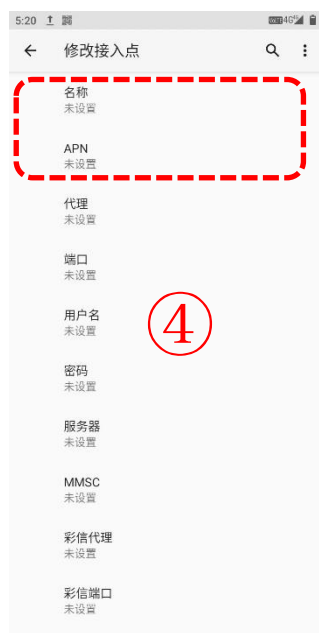 5:20
4G
修改接入点
名称
未设置
APN
未设置
代理
未设置
端口
未设置
用户名
未设置
④
密码
未设置
服务器
未设置
MMSC
未设置
彩信代理
未设置
彩信端口
未设置